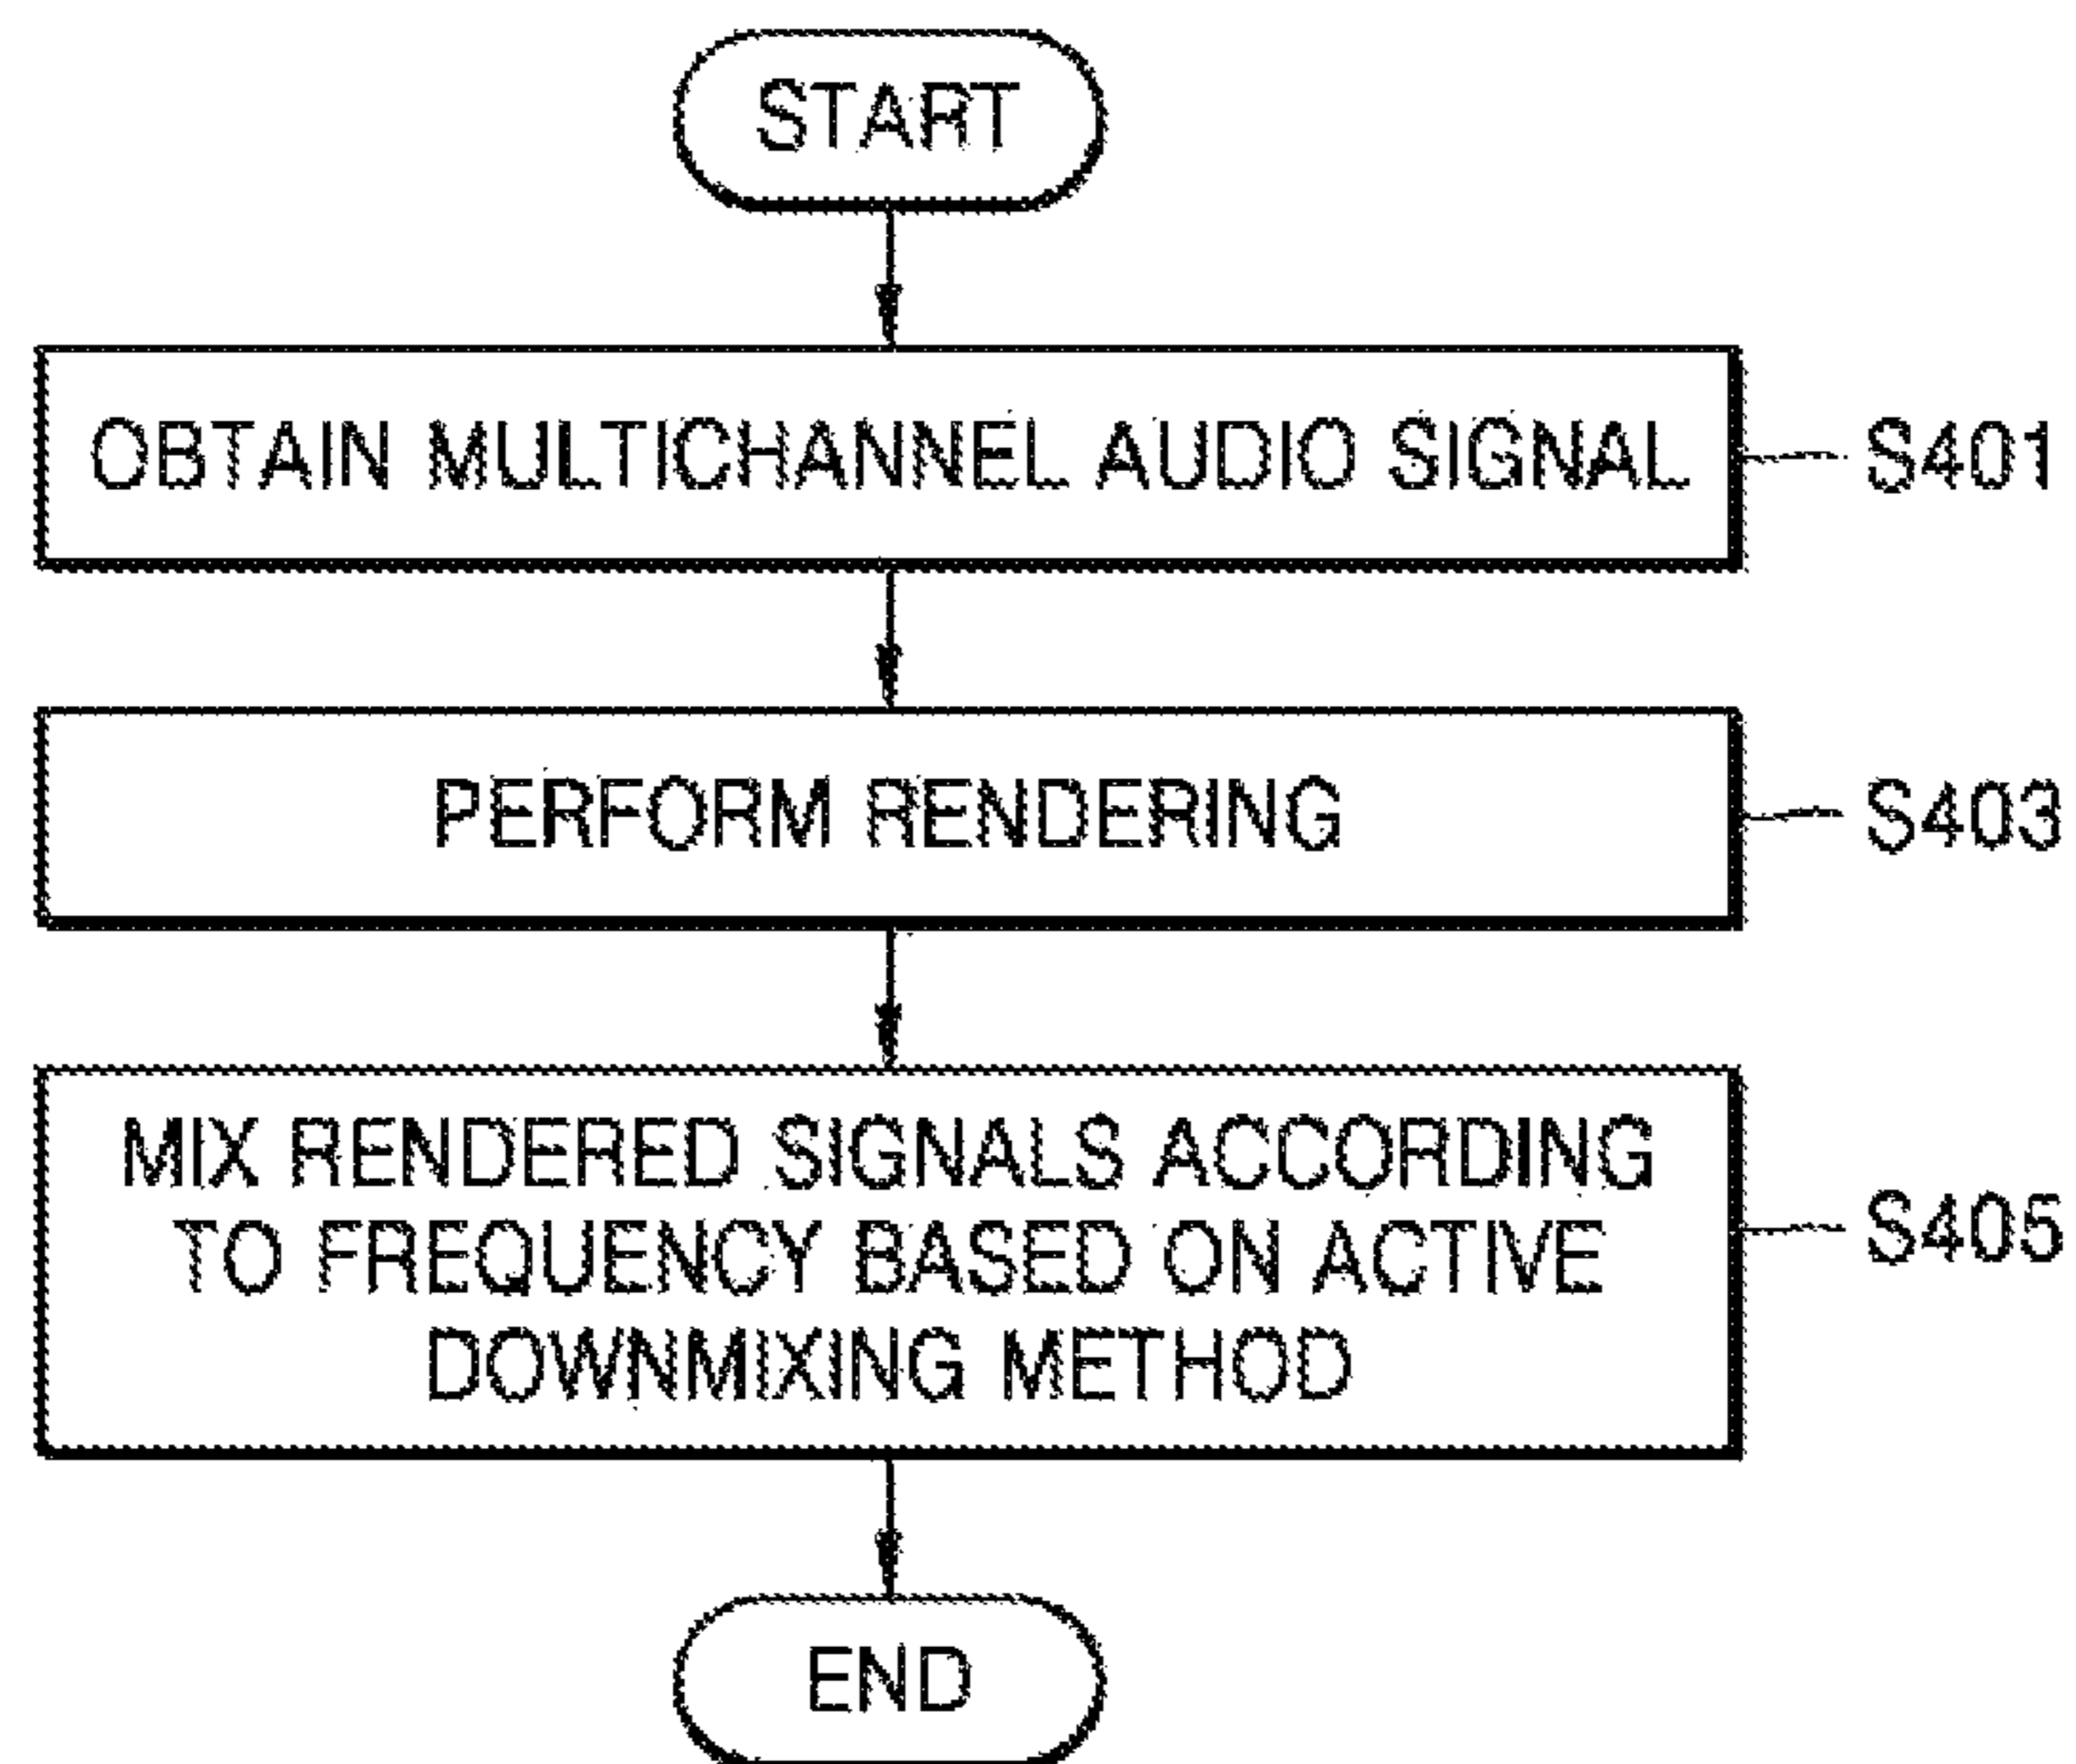 START
OBTAIN MULTICHANNEL AUDIO SIGNAL
S401
PERFORM RENDERING
S403
MIX RENDERED SIGNALS ACCORDING
TO FREQUENCY BASED ON ACTIVE
DOWNMIXING METHOD
S405
END